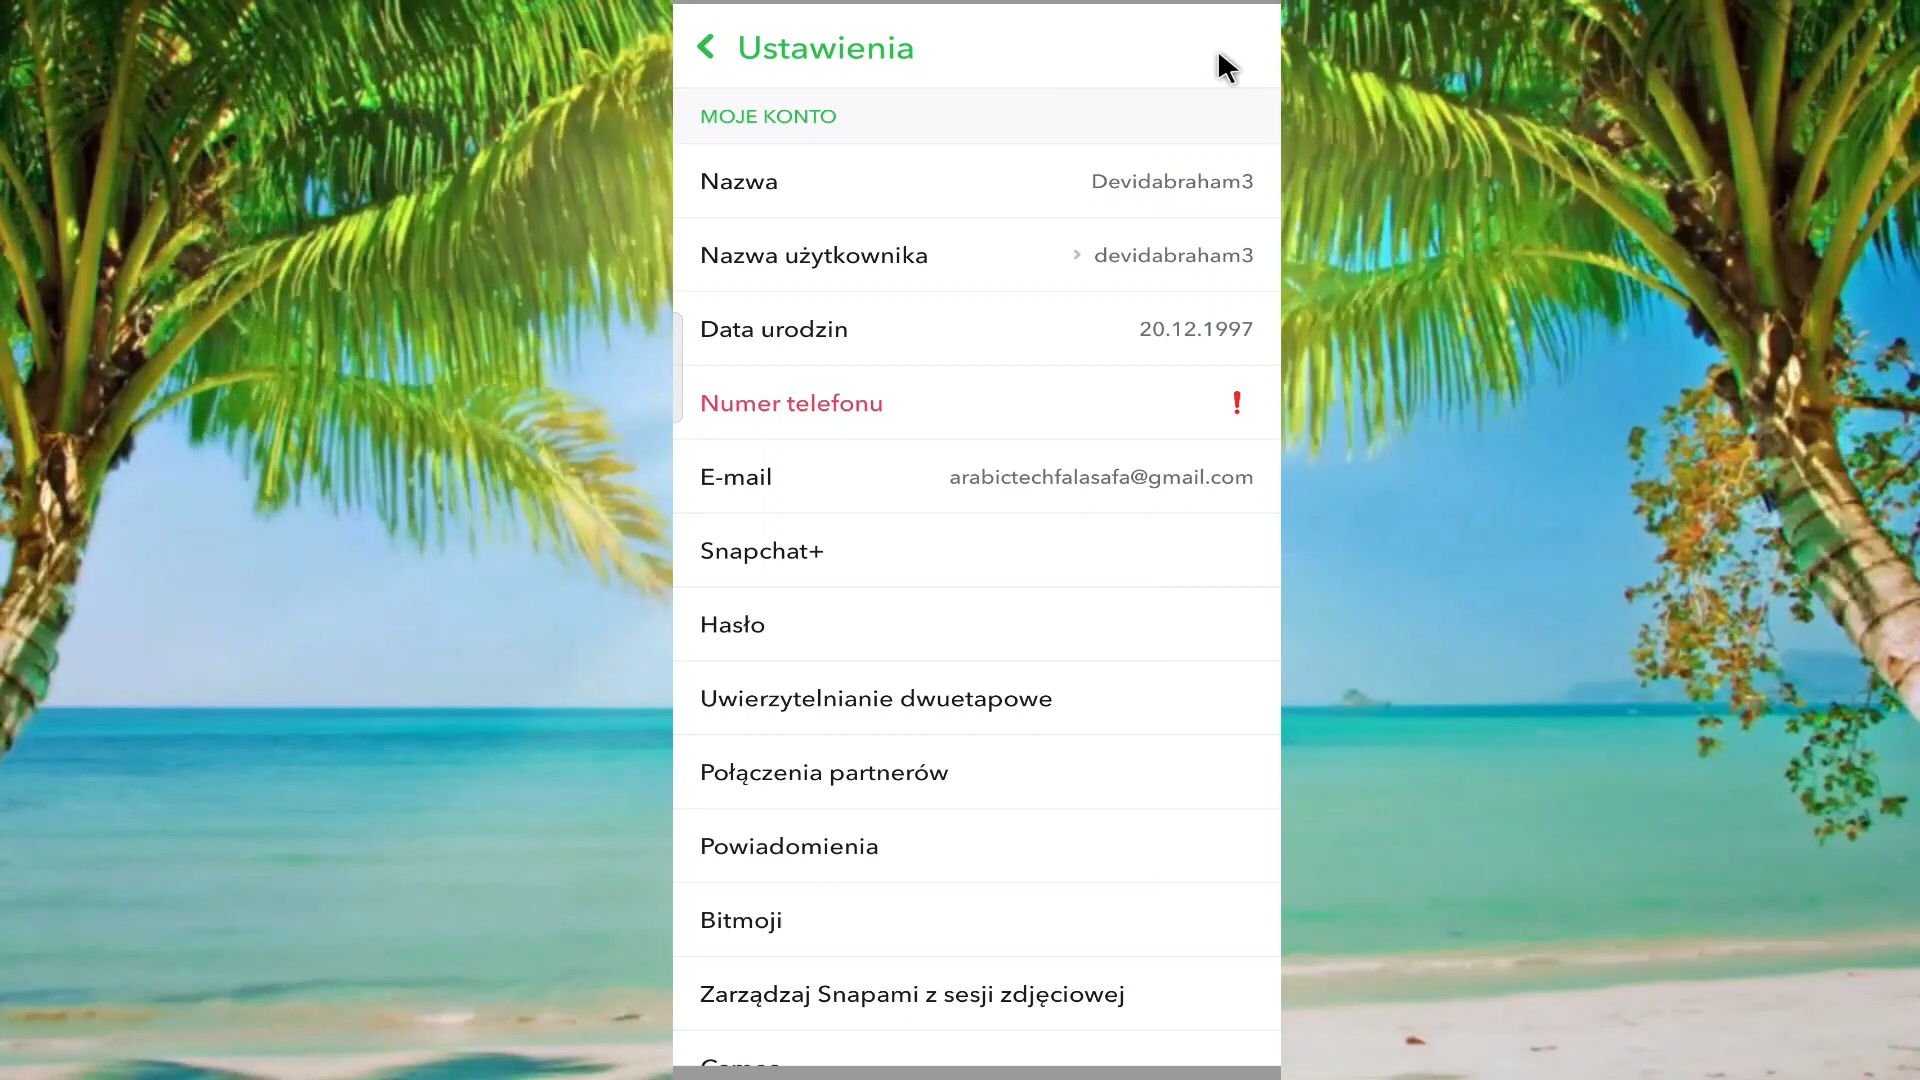 Ustawienia
MOJE KONTO
Nazwa Devidabraham3
Nazwa użytkownika devidabraham3
Data urodzin 20.12.1997
Numer telefonu
E-mail arabictechfalasafa@gmail.com
Snapchat+
Hasło
Uwierzytelnianie dwuetapowe
Połączenia partnerów
Powiadomienia
Bitmoji
Zarządzaj Snapami z sesji zdjęciowej